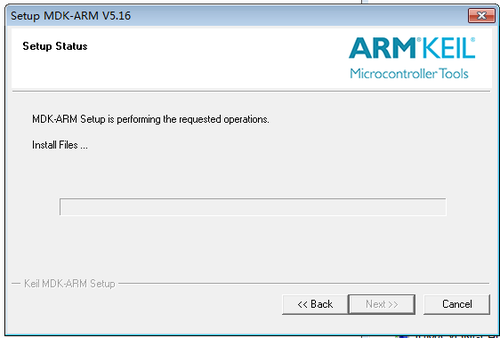 Setup MDK-ARM V5.16
Setup Status
ARM®KEIL®
Microcontroller Tools
MDK-ARM Setup is performing the requested operations.
Install Files ...
Keil MDK-ARM Setup
<< Back
Next >>
Cancel